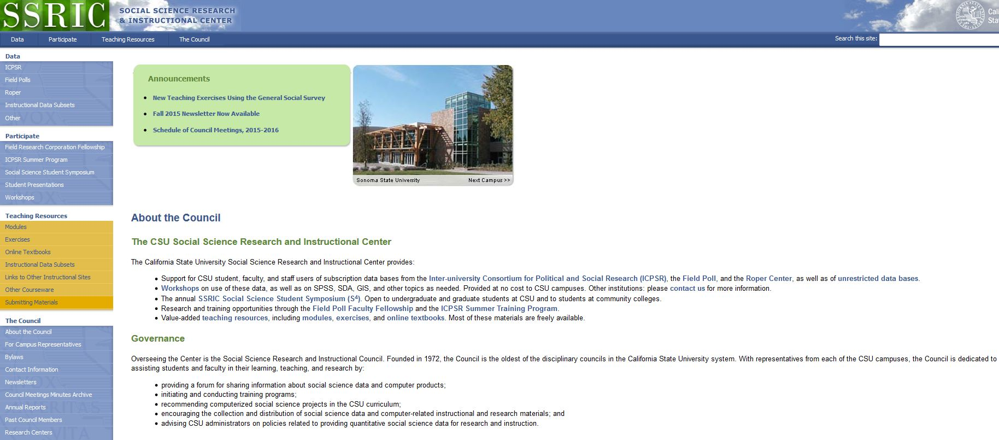 SSRIC
SOCIAL SCIENCE RESEARCH
& INSTRUCTIONAL CENTER
Data
Participate
Teaching Resources
The Council
Search this site:
Data
ICPSR
Field Polls
Roper
Instructional Data Subsets
Other
Participate
Field Research Corporation Fellowship
ICPSR Summer Program
Social Science Student Symposium
Student Presentations
Workshops
Teaching Resources
Modules
Exercises
Online Textbooks
Instructional Data Subsets
Links to Other Instructional Sites
Other Courseware
Submitting Materials
The Council
About the Council
For Campus Representatives
Bylaws
Contact Information
Newsletters
Council Meetings Minutes Archive
Annual Reports
Past Council Members
Research Centers
Announcements
• New Teaching Exercises Using the General Social Survey
• Fall 2015 Newsletter Now Available
• Schedule of Council Meetings, 2015-2016
Sonoma State University Next Campus >>
About the Council
The CSU Social Science Research and Instructional Center
The California State University Social Science Research and Instructional Center provides:
• Support for CSU student, faculty, and staff users of subscription data bases from the Inter-university Consortium for Political and Social Research (ICPSR), the Field Poll, and the Roper Center, as well as of unrestricted data bases.
• Workshops on use of these data, as well as on SPSS, SDA, GIS, and other topics as needed. Provided at no cost to CSU campuses. Other institutions: please contact us for more information.
• The annual SSRIC Social Science Student Symposium (S⁴). Open to undergraduate and graduate students at CSU and to students at community colleges.
• Research and training opportunities through the Field Poll Faculty Fellowship and the ICPSR Summer Training Program.
• Value-added teaching resources, including modules, exercises, and online textbooks. Most of these materials are freely available.
Governance
Overseeing the Center is the Social Science Research and Instructional Council. Founded in 1972, the Council is the oldest of the disciplinary councils in the California State University system. With representatives from each of the CSU campuses, the Council is dedicated to
assisting students and faculty in their learning, teaching, and research by:
• providing a forum for sharing information about social science data and computer products;
• initiating and conducting training programs;
• recommending computerized social science projects in the CSU curriculum;
• encouraging the collection and distribution of social science data and computer-related instructional and research materials; and
• advising CSU administrators on policies related to providing quantitative social science data for research and instruction.